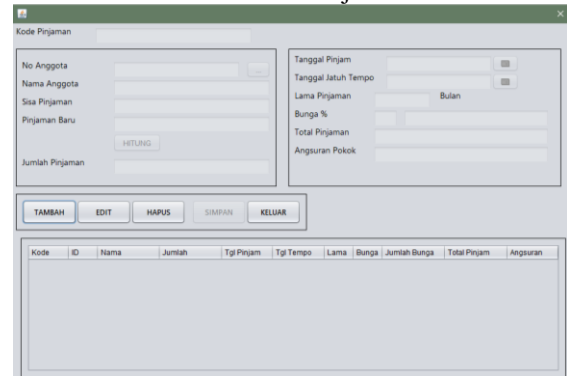 Kode Pinjaman
No Anggota
...
Nama Anggota
Sisa Pinjaman
Pinjaman Baru
HITUNG
Jumlah Pinjaman
Tanggal Pinjam
Tanggal Jatuh Tempo
Lama Pinjaman Bulan
Bunga %
Total Pinjaman
Angsuran Pokok
TAMBAH EDIT HAPUS SIMPAN KELUAR
Kode ID Nama Jumlah Tgl Pinjam Tgl Tempo Lama Bunga Jumlah Bunga Total Pinjam Angsuran